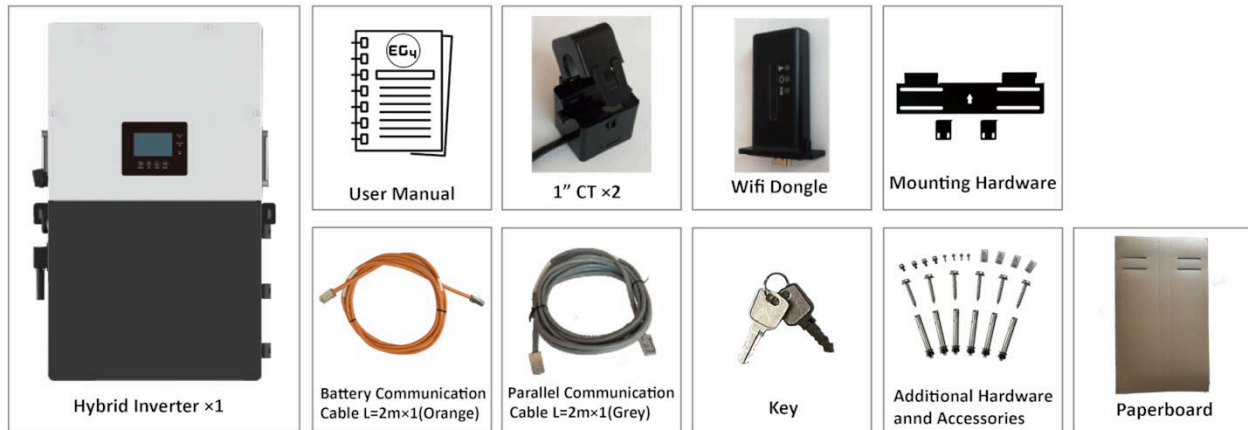 EG4
User Manual
1” CT ×2
Wifi Dongle
Mounting Hardware
Hybrid Inverter ×1
Battery Communication
Cable L=2m×1(Orange)
Parallel Communication
Cable L=2m×1(Grey)
Key
Additional Hardware
annd Accessories
Paperboard